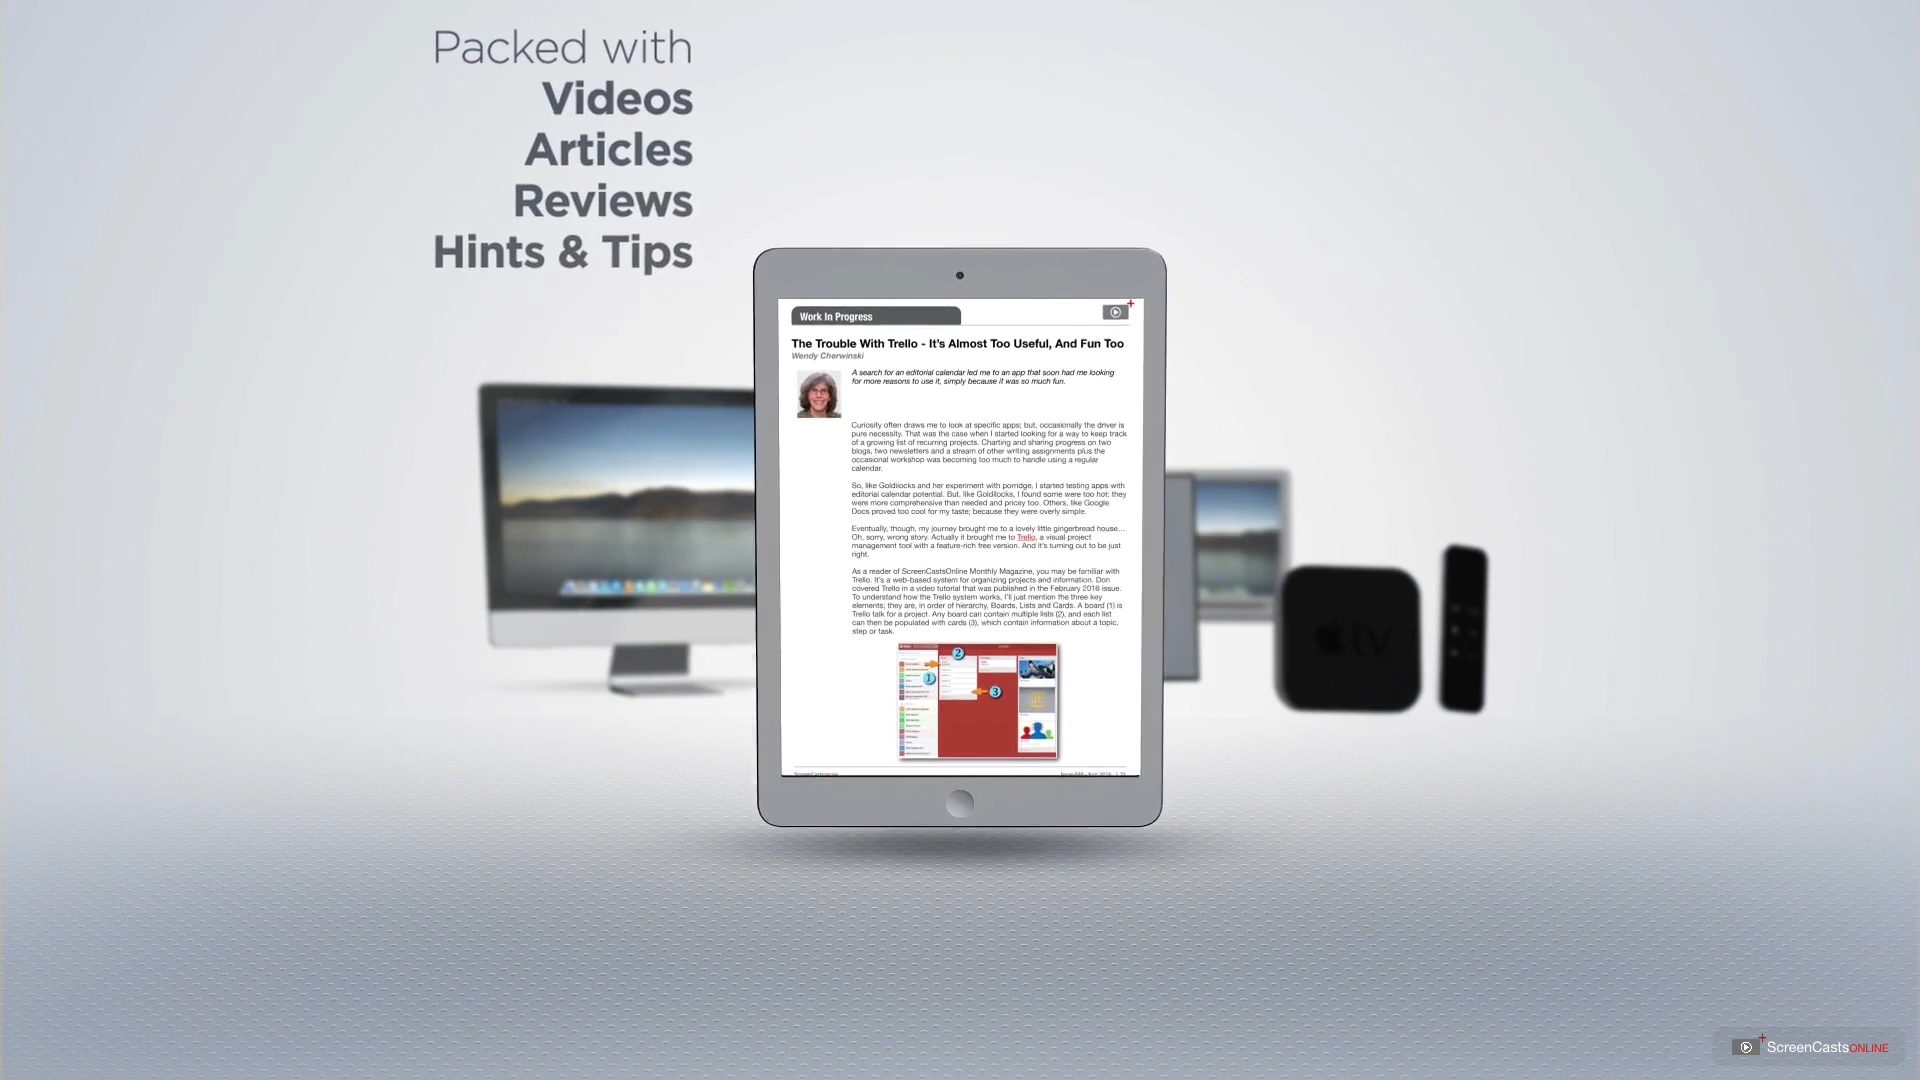 Packed with
Videos
Articles
Reviews
Hints & Tips
Work In Progress
The Trouble With Trello - It's Almost Too Useful, And Fun Too
Wendy Cherwinski
A search for an editorial calendar led me to an app that soon had me looking
for more reasons to use it, simply because it was so much fun.
Curiosity often draws me to look at specific apps; but, occasionally the driver is
pure necessity. That was the case when I started looking for a way to keep track
of a growing list of recurring projects. Charting and sharing progress on two
blogs, two newsletters and a stream of other writing assignments plus the
occasional workshop was becoming too much to handle using a regular
calendar.
So, like Goldilocks and her experiment with porridge, I started testing apps with
editorial calendar potential. But, like Goldilocks, I found some were too hot: they
were more comprehensive than needed and pricey too. Others, like Google
Docs proved too cool for my taste; because they were overly simple.
Eventually, though, my journey brought me to a lovely little gingerbread house…
Oh, sorry, wrong story. Actually it brought me to Trello, a visual project
management tool with a feature-rich free version. And it's turning out to be just
right.
As a reader of ScreenCastsOnline Monthly Magazine, you may be familiar with
Trello. It's a web-based system for organizing projects and information. Don
covered Trello in a video tutorial that was published in the February 2016 issue.
To understand how the Trello system works, I'll just mention the three key
elements; they are, in order of hierarchy, Boards, Lists and Cards. A board (1) is
Trello talk for a project. Any board can contain multiple lists (2), and each list
can then be populated with cards (3), which contain information about a topic,
step or task.
2
1
3
tv
ScreenCastsONLINE